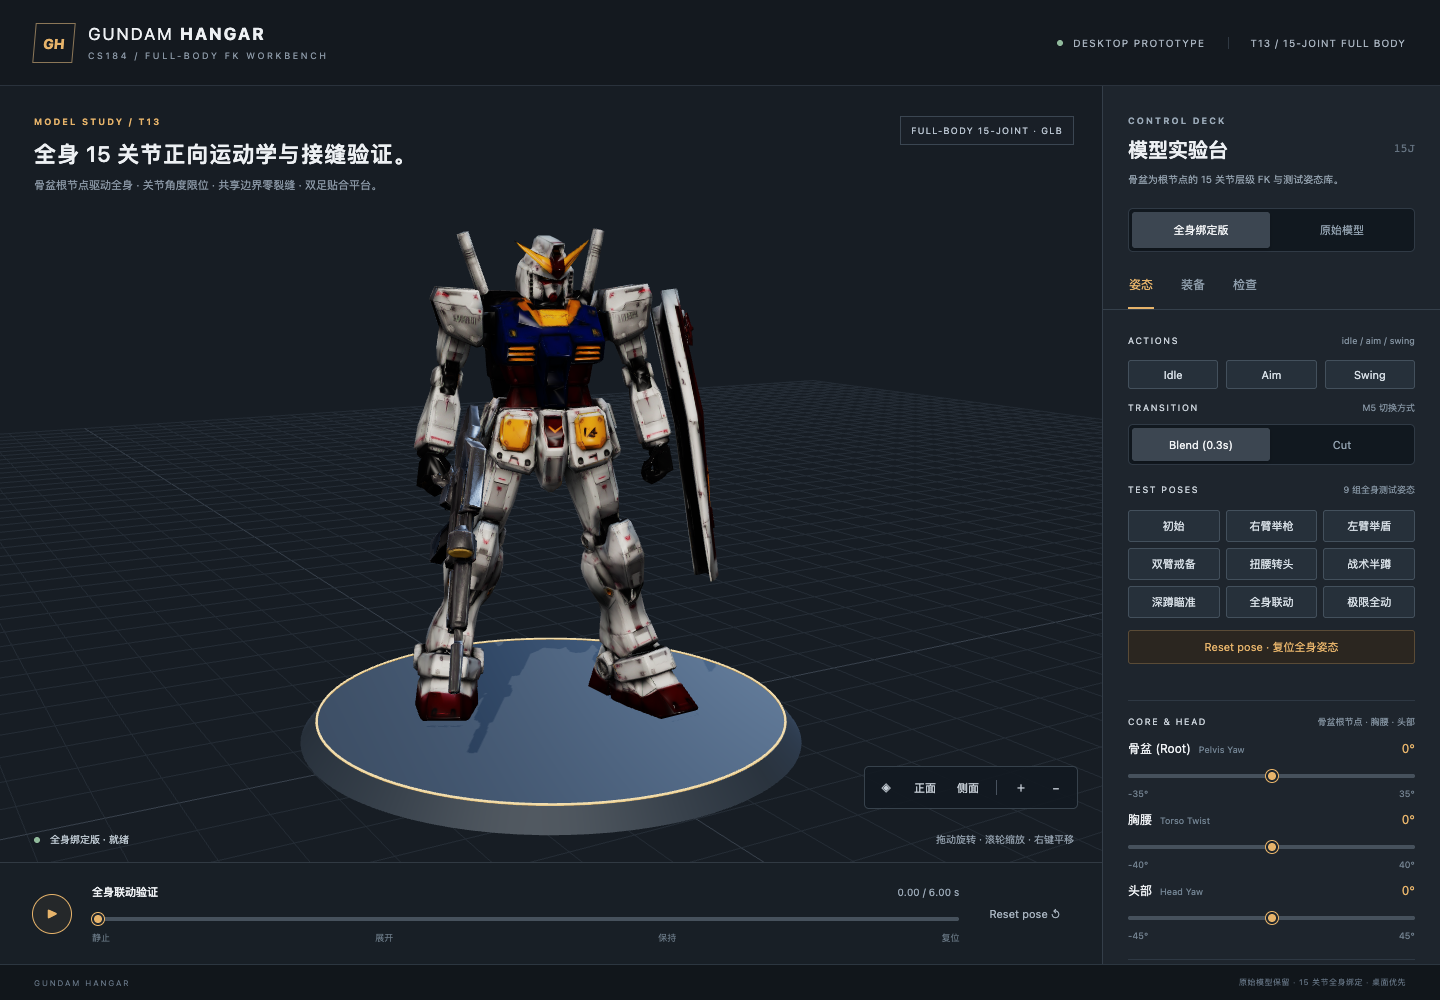 GH
GUNDAM HANGAR
CS184 / FULL-BODY FK WORKBENCH
DESKTOP PROTOTYPE
T13 / 15-JOINT FULL BODY
MODEL STUDY / T13
全身 15 关节正向运动学与接缝验证。
骨盆根节点驱动全身 · 关节角度限位 · 共享边界零裂缝 · 双足贴合平台。
FULL-BODY 15-JOINT · GLB
14
正面 侧面 + −
全身绑定版 · 就绪
拖动旋转 · 滚轮缩放 · 右键平移
全身联动验证
0.00 / 6.00 s
静止 展开 保持 复位
Reset pose ↺
CONTROL DECK
模型实验台
15J
骨盆为根节点的 15 关节层级 FK 与测试姿态库。
全身绑定版 原始模型
姿态 装备 检查
ACTIONS idle / aim / swing
Idle Aim Swing
TRANSITION M5 切换方式
Blend (0.3s) Cut
TEST POSES 9 组全身测试姿态
初始 右臂举枪 左臂举盾
双臂戒备 扭腰转头 战术半蹲
深蹲瞄准 全身联动 极限全动
Reset pose · 复位全身姿态
CORE & HEAD 骨盆根节点 · 胸腰 · 头部
骨盆 (Root) Pelvis Yaw 0°
-35° 35°
胸腰 Torso Twist 0°
-40° 40°
头部 Head Yaw 0°
-45° 45°
GUNDAM HANGAR
原始模型保留 · 15 关节全身绑定 · 桌面优先